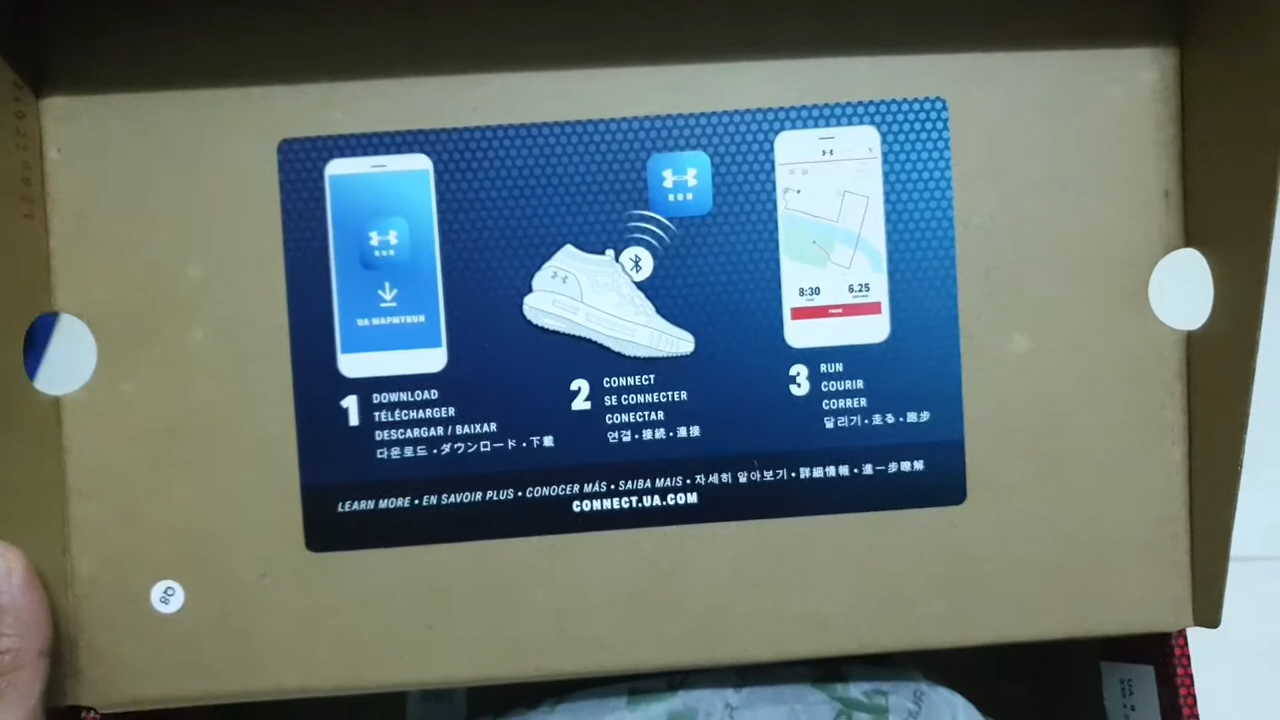 RUN
UA MAPMYRUN
RUN
8:30
6.25
1
DOWNLOAD
TÉLÉCHARGER
DESCARGAR / BAIXAR
다운로드 • ダウンロード • 下載
2
CONNECT
SE CONNECTER
CONECTAR
연결 • 接続 • 連接
3
RUN
COURIR
CORRER
달리기 • 走る • 跑步
LEARN MORE • EN SAVOIR PLUS • CONOCER MÁS • SAIBA MAIS • 자세히 알아보기 • 詳細情報 • 進一步瞭解
CONNECT.UA.COM
Q8